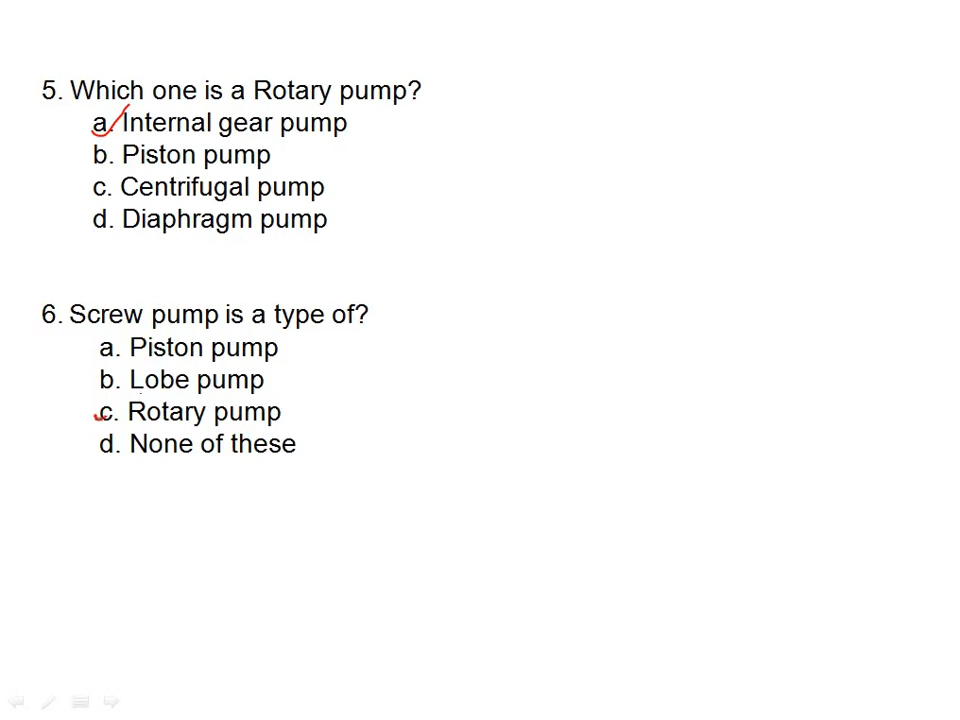 5. Which one is a Rotary pump?
a. Internal gear pump
b. Piston pump
c. Centrifugal pump
d. Diaphragm pump
6. Screw pump is a type of?
a. Piston pump
b. Lobe pump
c. Rotary pump
d. None of these